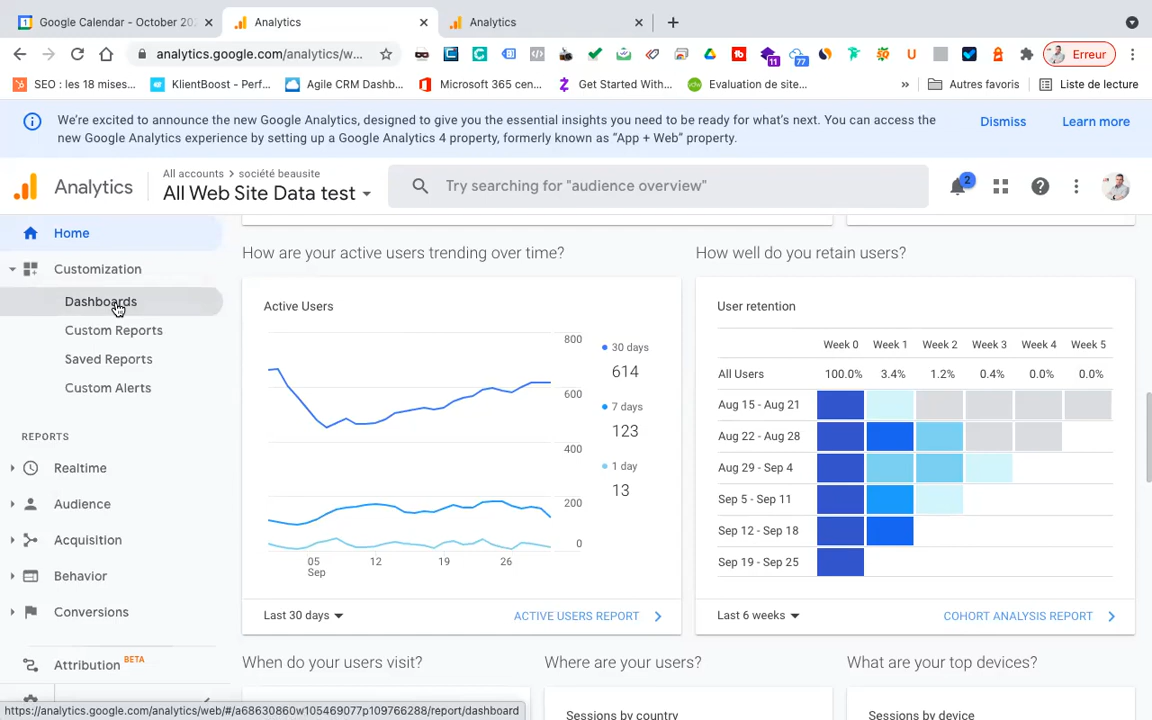 Google Calendar - October 202
Analytics
Analytics
analytics.google.com/analytics/w...
11
77
Erreur
SEO : les 18 mises...
KlientBoost - Perf...
Agile CRM Dashb...
Microsoft 365 cen...
Get Started With...
Evaluation de site...
»
Autres favoris
Liste de lecture
We're excited to announce the new Google Analytics, designed to give you the essential insights you need to be ready for what's next. You can access the
new Google Analytics experience by setting up a Google Analytics 4 property, formerly known as “App + Web” property.
Dismiss
Learn more
Analytics
All accounts > société beausite
All Web Site Data test
Try searching for “audience overview”
2
Home
Customization
Dashboards
Custom Reports
Saved Reports
Custom Alerts
REPORTS
Realtime
Audience
Acquisition
Behavior
Conversions
Attribution BETA
How are your active users trending over time?
Active Users
800
600
400
200
0
05
Sep
12
19
26
30 days
614
7 days
123
1 day
13
Last 30 days
ACTIVE USERS REPORT
How well do you retain users?
User retention
Week 0 Week 1 Week 2 Week 3 Week 4 Week 5
All Users 100.0% 3.4% 1.2% 0.4% 0.0% 0.0%
Aug 15 - Aug 21
Aug 22 - Aug 28
Aug 29 - Sep 4
Sep 5 - Sep 11
Sep 12 - Sep 18
Sep 19 - Sep 25
Last 6 weeks
COHORT ANALYSIS REPORT
When do your users visit?
Where are your users?
What are your top devices?
Sessions by country
Sessions by device
https://analytics.google.com/analytics/web/#/a68630860w105469077p109766288/report/dashboard